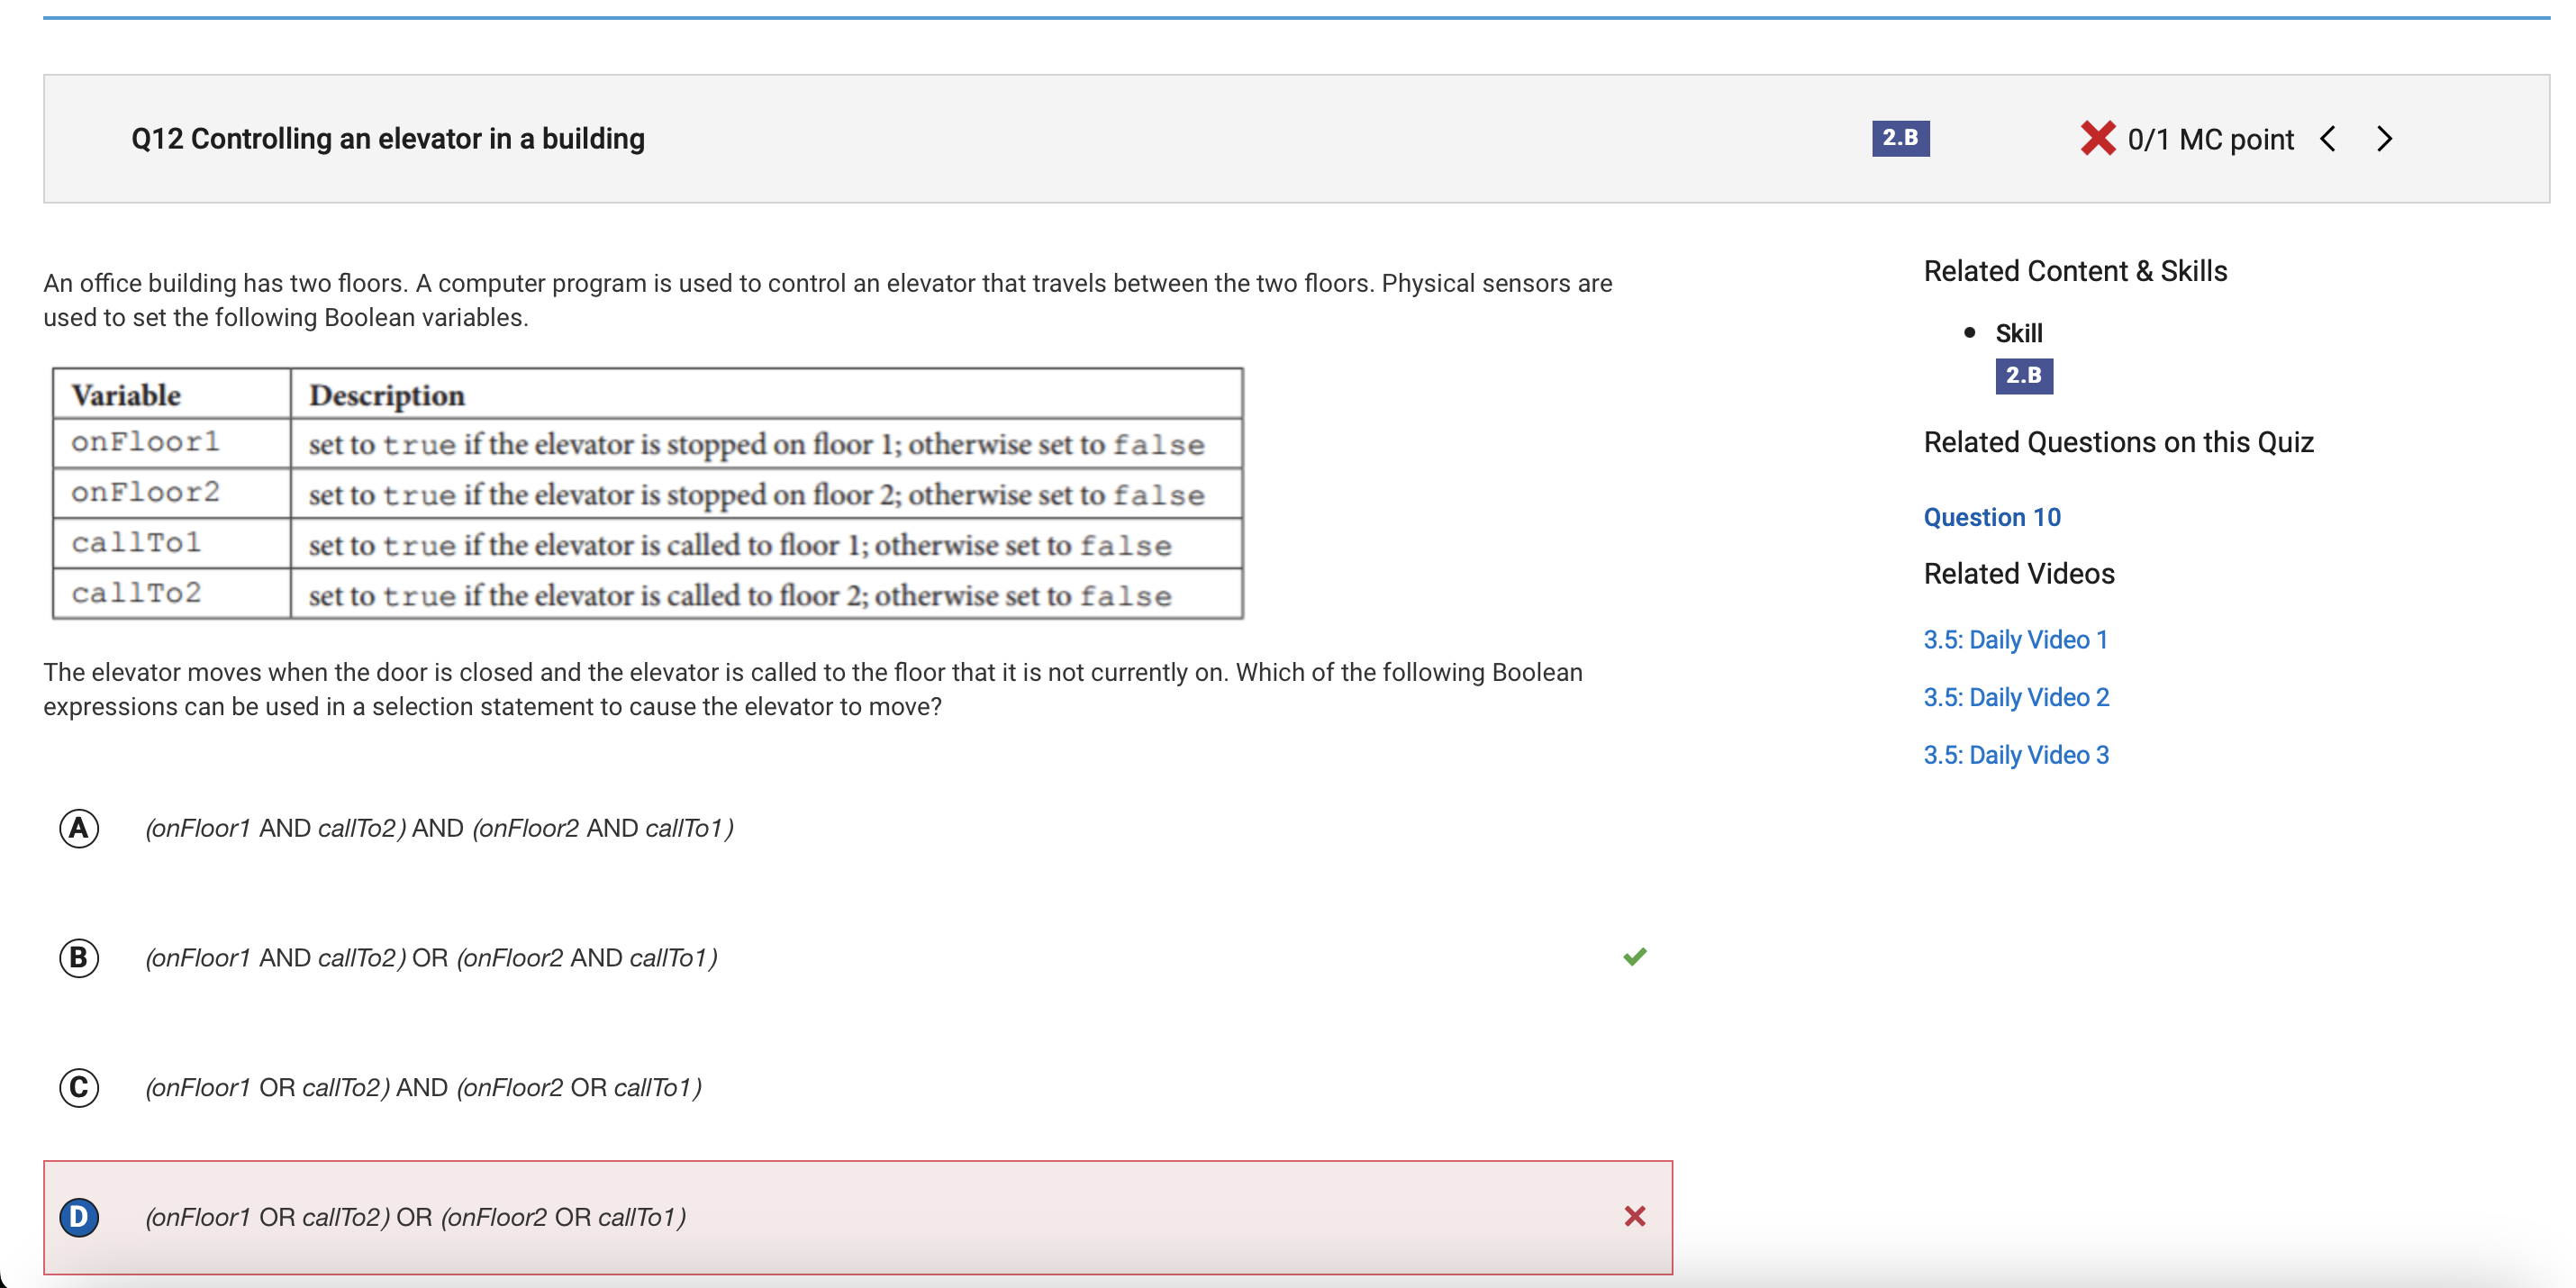 Q12 Controlling an elevator in a building
2.B
0/1 MC point
An office building has two floors. A computer program is used to control an elevator that travels between the two floors. Physical sensors are
used to set the following Boolean variables.
Variable Description
onFloor1 set to true if the elevator is stopped on floor 1; otherwise set to false
onFloor2 set to true if the elevator is stopped on floor 2; otherwise set to false
callTo1 set to true if the elevator is called to floor 1; otherwise set to false
callTo2 set to true if the elevator is called to floor 2; otherwise set to false
The elevator moves when the door is closed and the elevator is called to the floor that it is not currently on. Which of the following Boolean
expressions can be used in a selection statement to cause the elevator to move?
A (onFloor1 AND callTo2) AND (onFloor2 AND callTo1)
B (onFloor1 AND callTo2) OR (onFloor2 AND callTo1)
C (onFloor1 OR callTo2) AND (onFloor2 OR callTo1)
D (onFloor1 OR callTo2) OR (onFloor2 OR callTo1)
Related Content & Skills
• Skill
2.B
Related Questions on this Quiz
Question 10
Related Videos
3.5: Daily Video 1
3.5: Daily Video 2
3.5: Daily Video 3